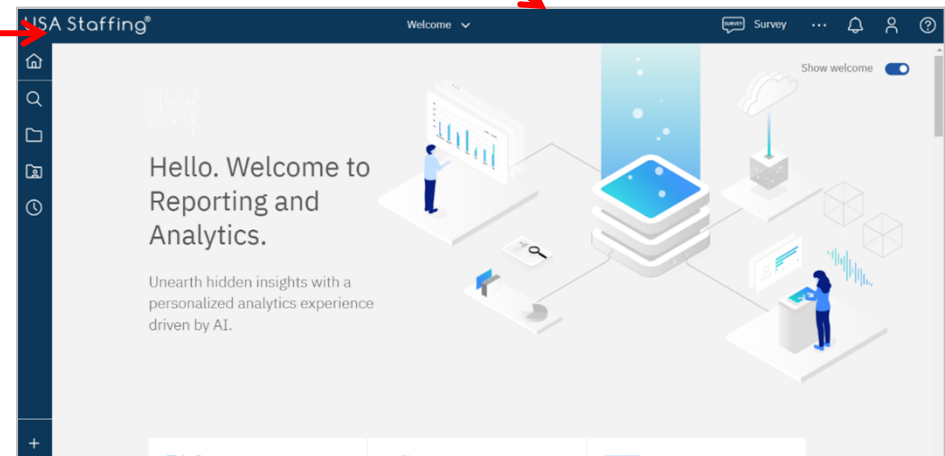 USA Staffing®
Welcome
SURVEY Survey
Show welcome
Hello. Welcome to
Reporting and
Analytics.
Unearth hidden insights with a
personalized analytics experience
driven by AI.